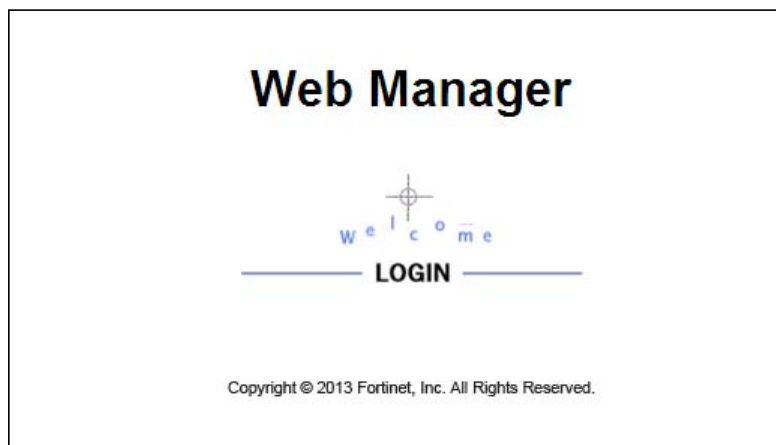 Web Manager
Welcome
LOGIN
Copyright © 2013 Fortinet, Inc. All Rights Reserved.